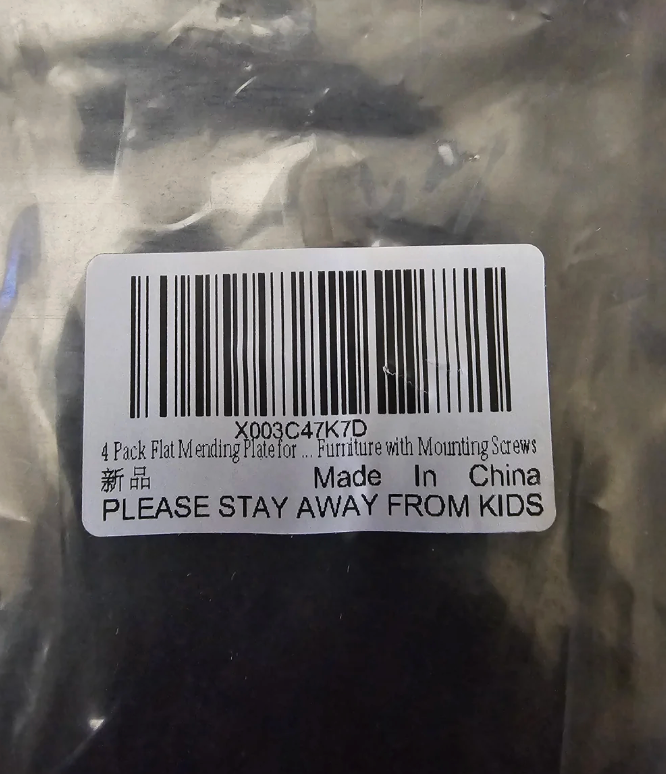 X003C47K7D
4 Pack Flat Mending Plate for ... Furniture with Mounting Screws
新品 Made In China
PLEASE STAY AWAY FROM KIDS